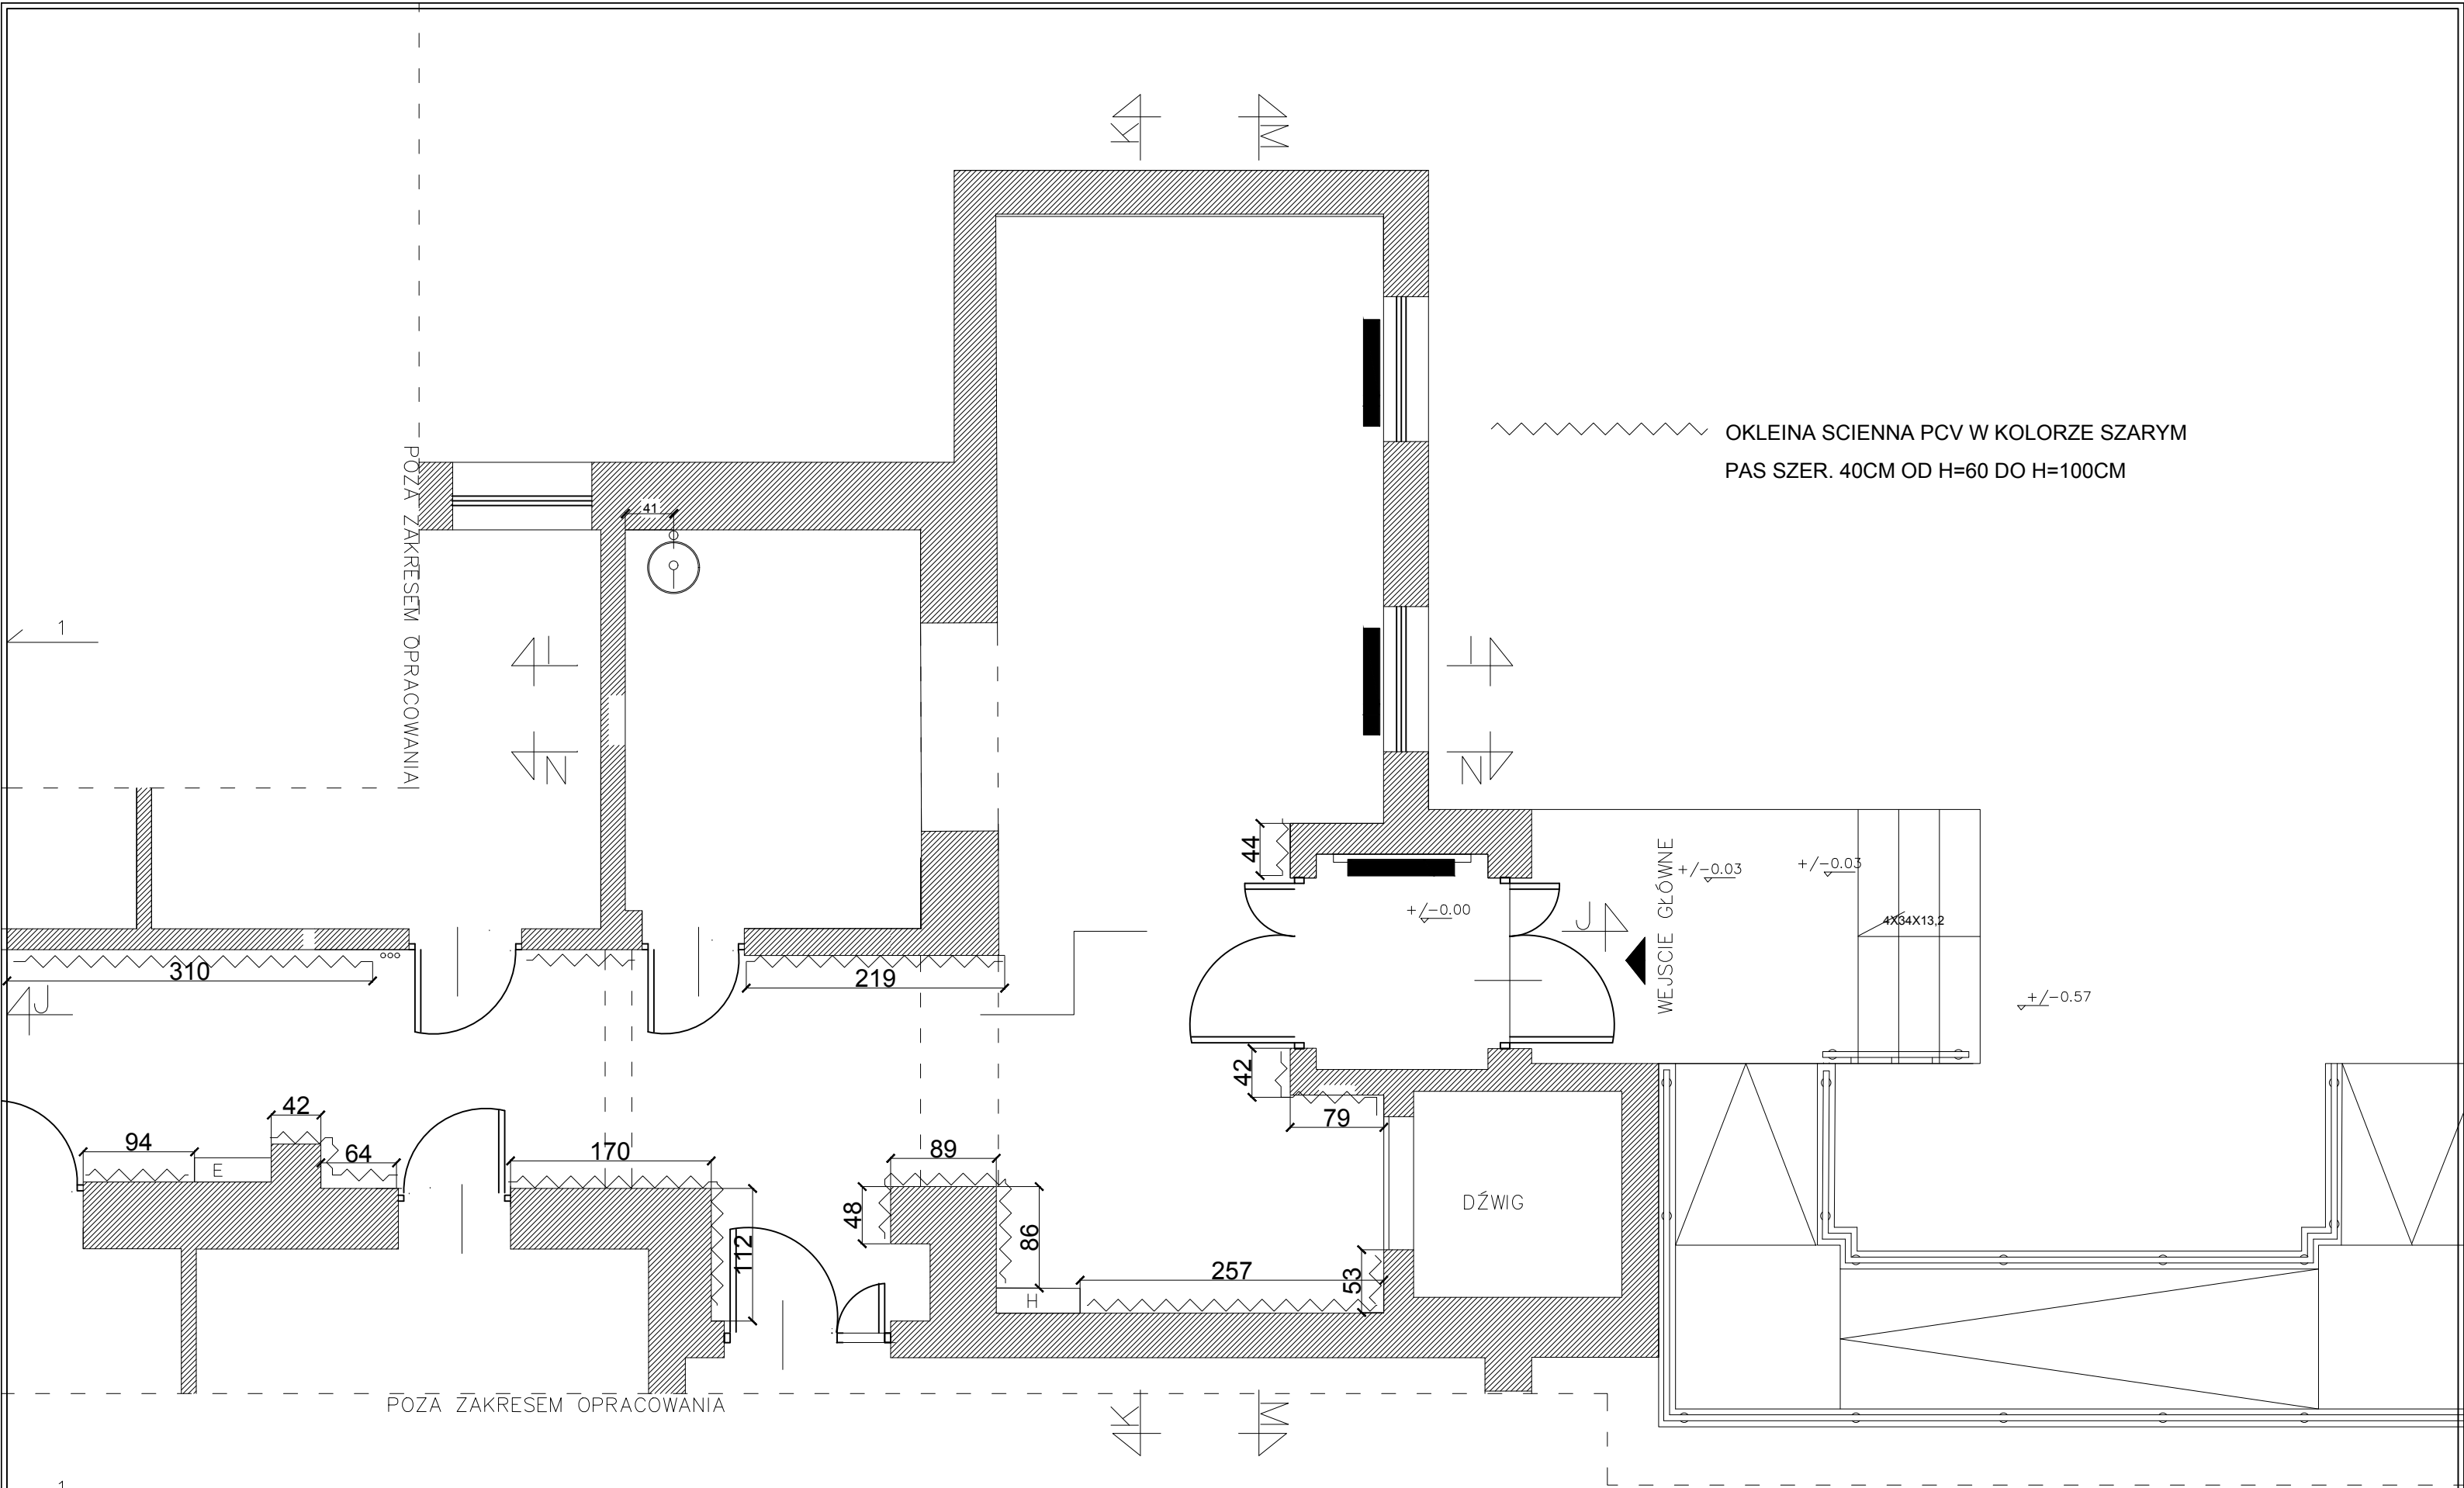 K
M
OKLEINA SCIENNA PCV W KOLORZE SZARYM
PAS SZER. 40CM OD H=60 DO H=100CM
POZA ZAKRESEM OPRACOWANIA
41
1
I
I
N
N
44
WEJSCIE GŁÓWNE
+/-0.03
+/-0.03
+/-0.00
J
4X34X13,2
310
219
+/-0.57
J
42
42
79
94
64
170
89
E
DŹWIG
48
86
112
257
53
H
POZA ZAKRESEM OPRACOWANIA
K
M
1